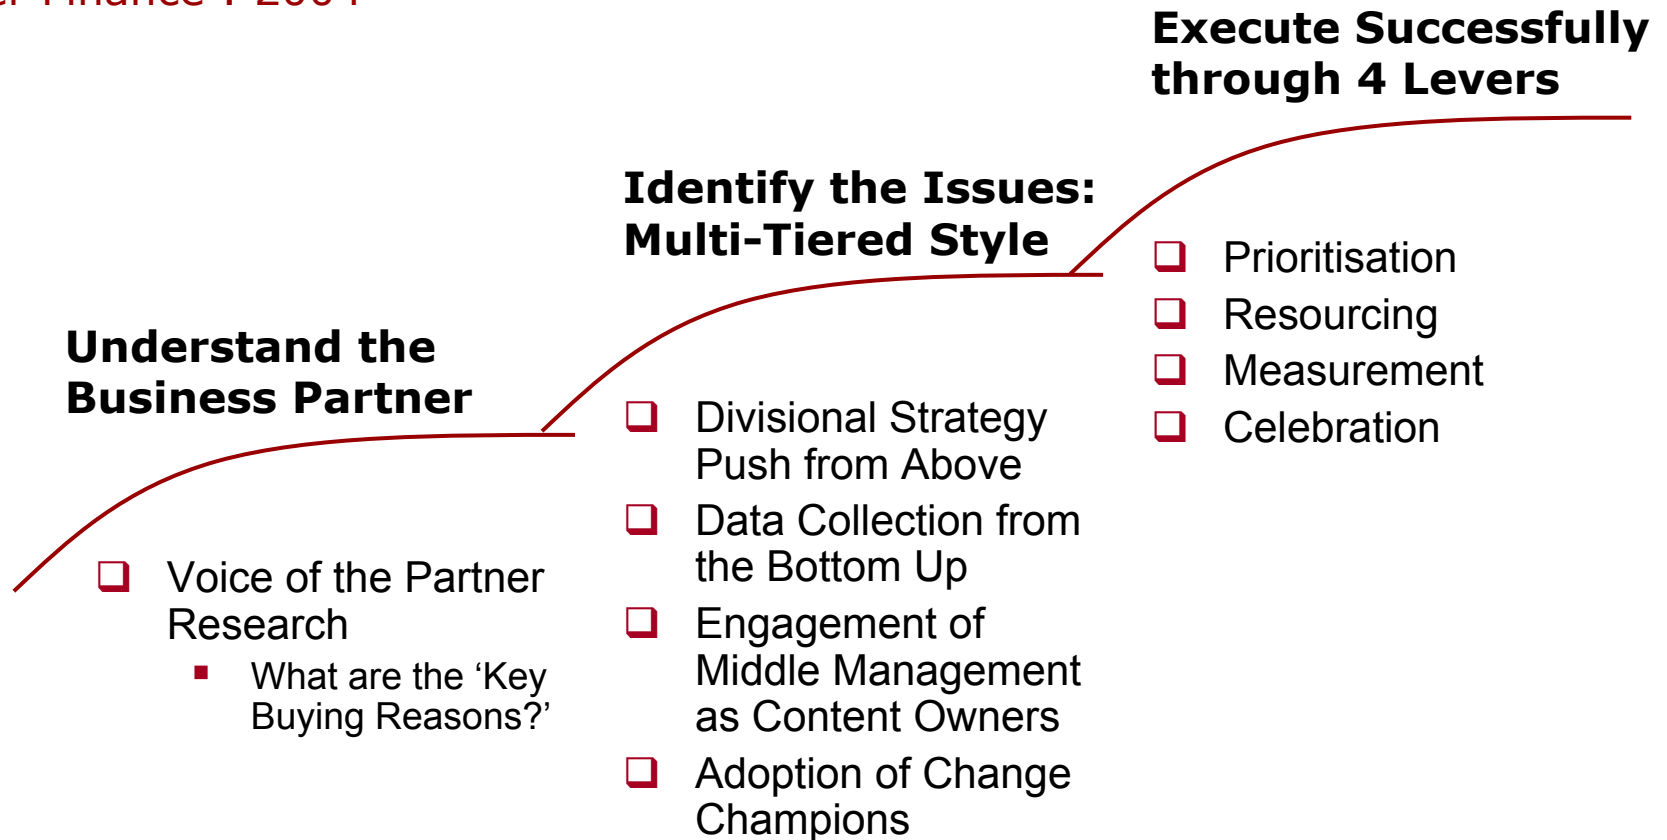 Finance : 2004
Understand the
Business Partner
Voice of the Partner
Research
What are the ‘Key
Buying Reasons?’
Identify the Issues:
Multi-Tiered Style
Divisional Strategy
Push from Above
Data Collection from
the Bottom Up
Engagement of
Middle Management
as Content Owners
Adoption of Change
Champions
Execute Successfully
through 4 Levers
Prioritisation
Resourcing
Measurement
Celebration